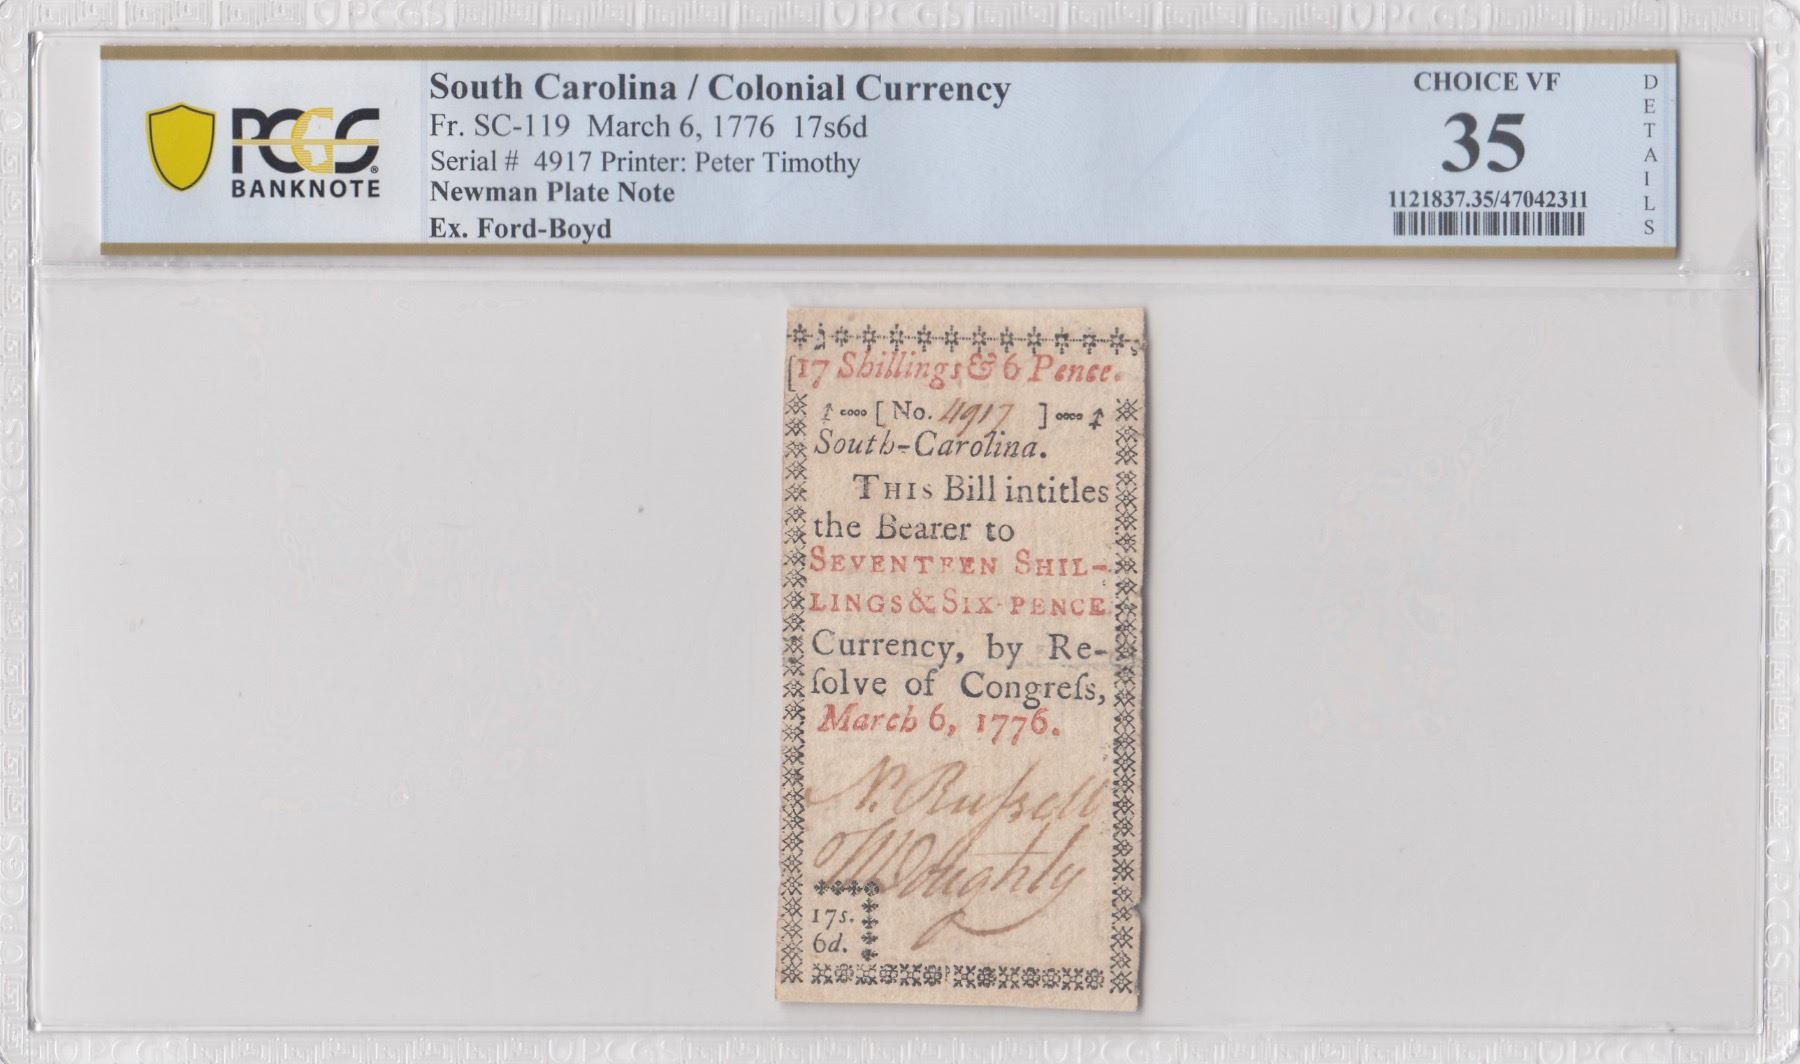 South Carolina / Colonial Currency
Fr. SC-119 March 6, 1776 17s6d
Serial # 4917 Printer: Peter Timothy
Newman Plate Note
Ex. Ford-Boyd
PCGS
BANKNOTE
CHOICE VF
35
1121837.35/47042311
DETAILS
[17 Shillings & 6 Pence.
[No. 4917 ]
South-Carolina.
THIS Bill intitles
the Bearer to
SEVENTEEN SHIL-
LINGS & SIX-PENCE
Currency, by Re-
ſolve of Congreſs,
March 6, 1776.
N. Ruſsell
W Doughty
17s.
6d.